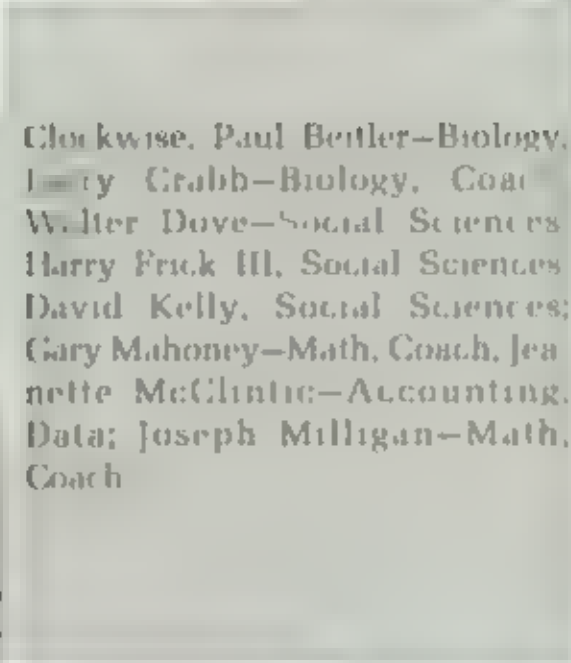 Clockwise, Paul Beitler—Biology,
Crabb—Biology, Coach
Walter Dove—Social Sciences
Harry Frick III, Social Sciences
David Kelly, Social Sciences;
Gary Mahoney—Math, Coach, Jea
nette McClintic—Accounting,
Data; Joseph Milligan—Math,
Coach